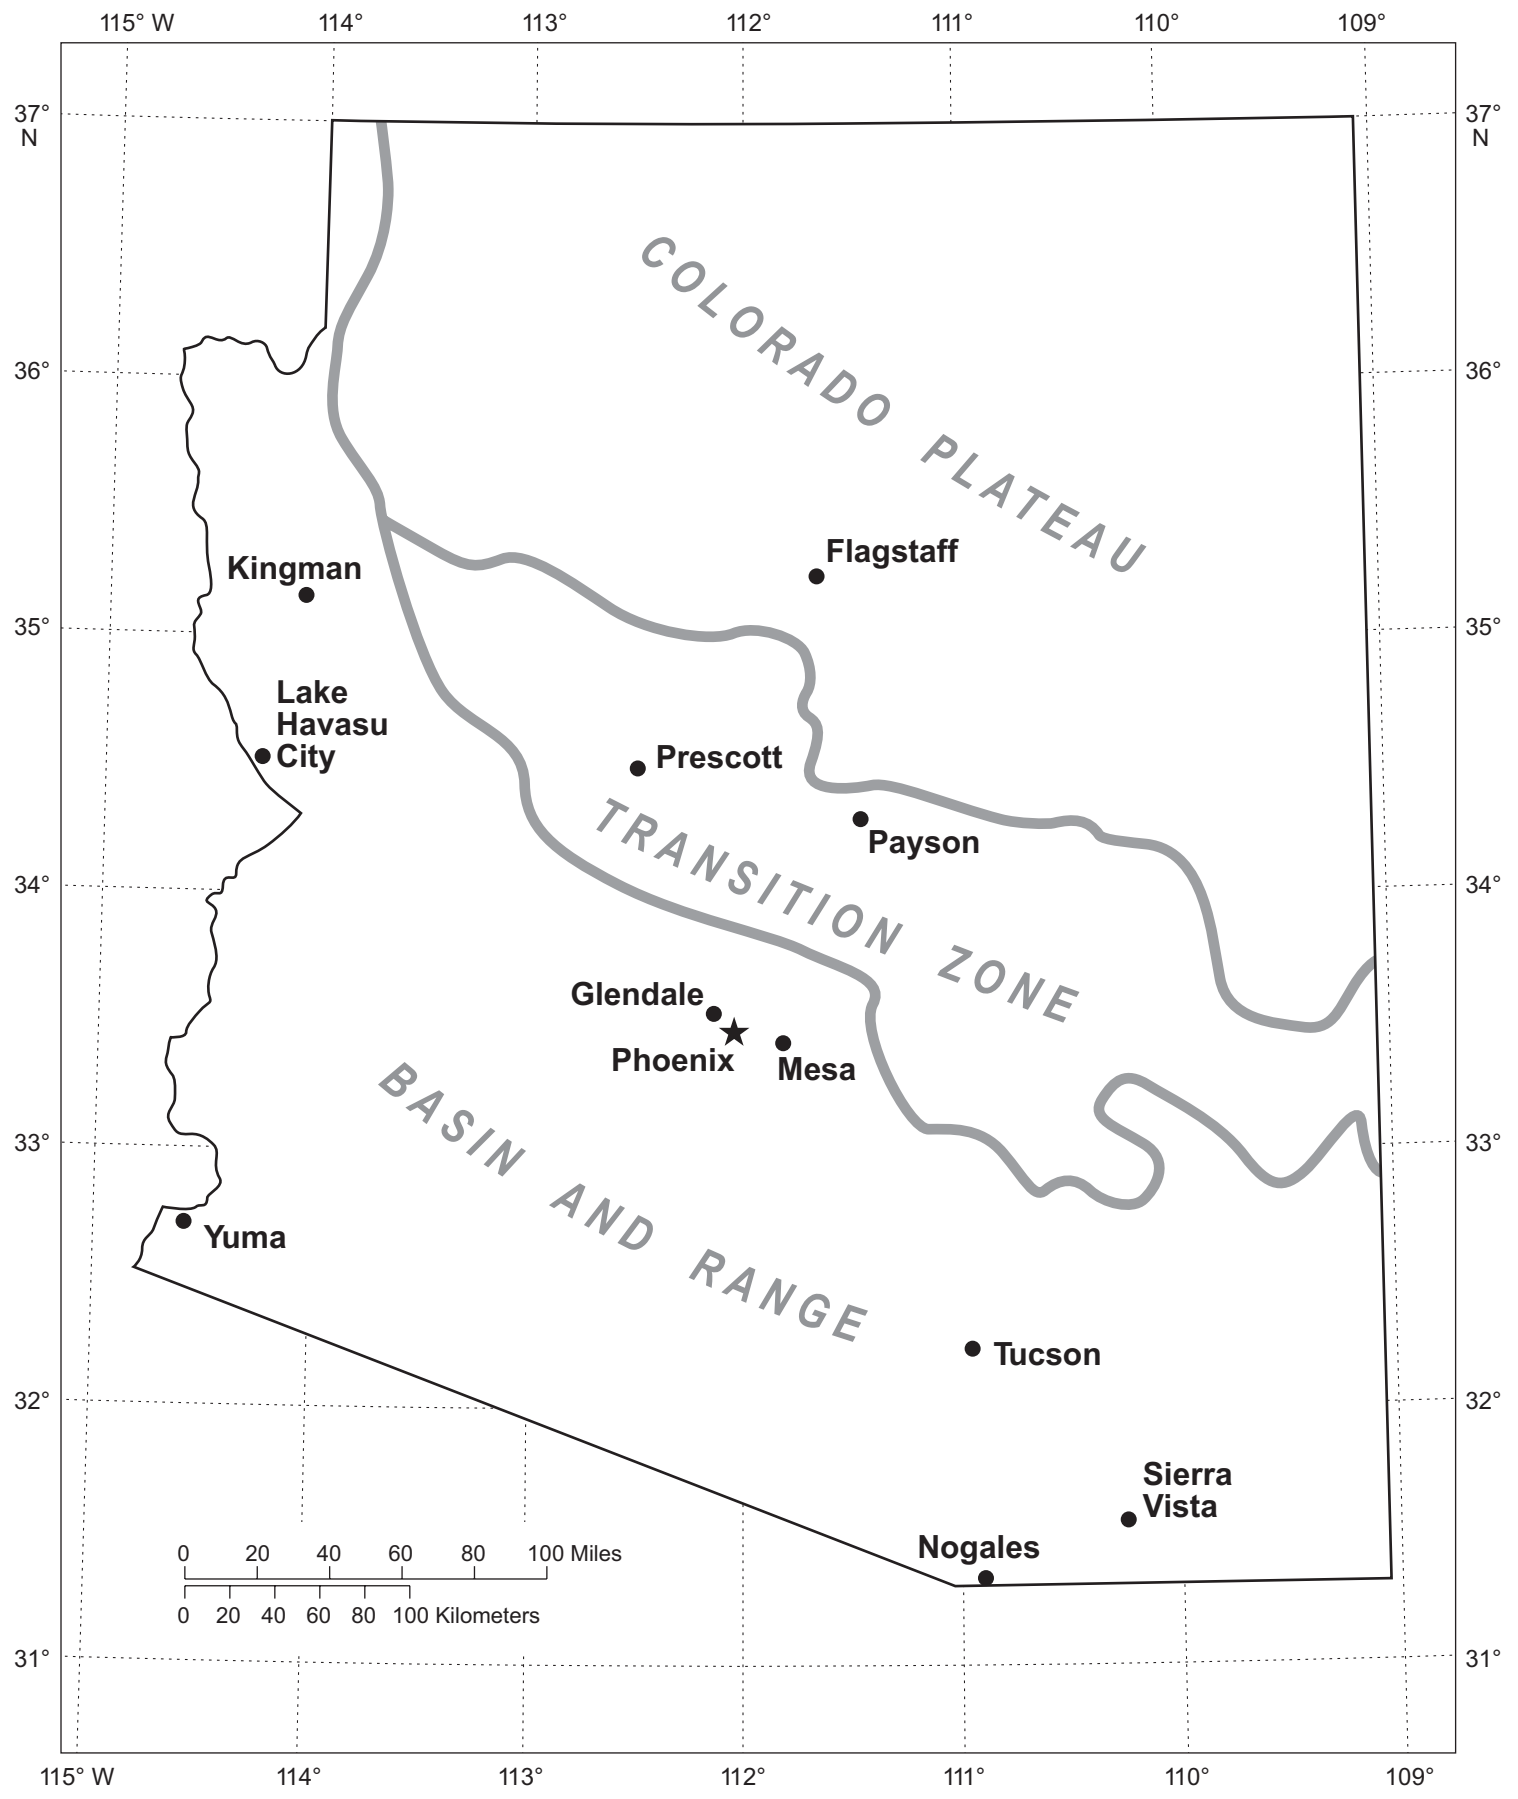 115° W 114° 113° 112° 111° 110° 109°
37° N
37° N
COLORADO PLATEAU
36°
36°
Flagstaff
Kingman
35°
35°
Lake
Havasu
City
Prescott
TRANSITION ZONE
Payson
34°
34°
Glendale
Phoenix
Mesa
BASIN AND RANGE
33°
33°
Yuma
Tucson
32°
32°
Sierra
Vista
Nogales
0 20 40 60 80 100 Miles
0 20 40 60 80 100 Kilometers
31°
31°
115° W 114° 113° 112° 111° 110° 109°